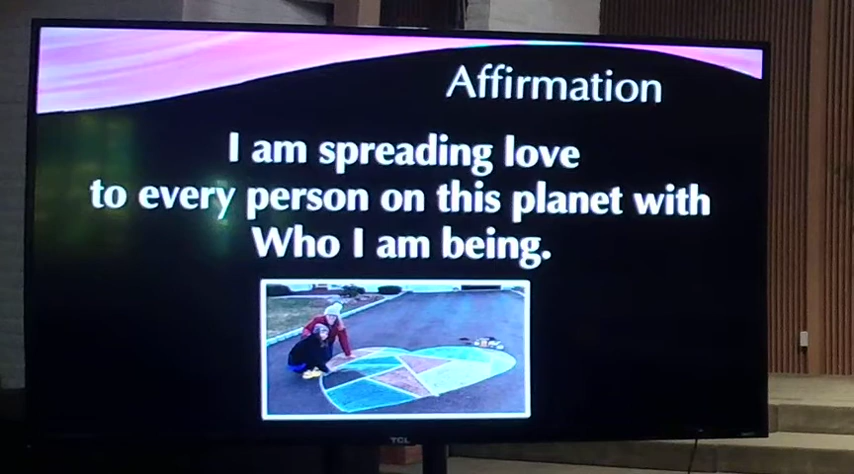 Affirmation
I am spreading love
to every person on this planet with
Who I am being.
TCL